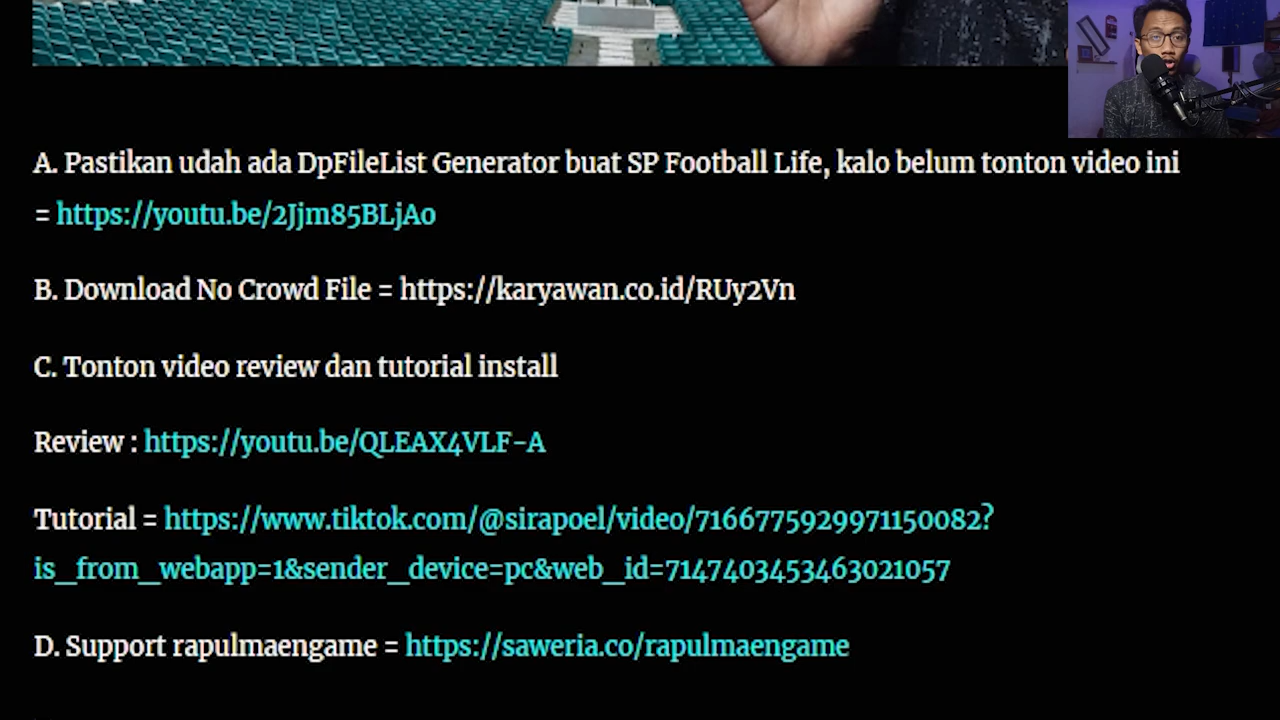 A. Pastikan udah ada DpFileList Generator buat SP Football Life, kalo belum tonton video ini
= https://youtu.be/2Jjm85BLjAo
B. Download No Crowd File = https://karyawan.co.id/RUy2Vn
C. Tonton video review dan tutorial install
Review : https://youtu.be/QLEAX4VLF-A
Tutorial = https://www.tiktok.com/@sirapoel/video/7166775929971150082?
is_from_webapp=1&sender_device=pc&web_id=7147403453463021057
D. Support rapulmaengame = https://saweria.co/rapulmaengame